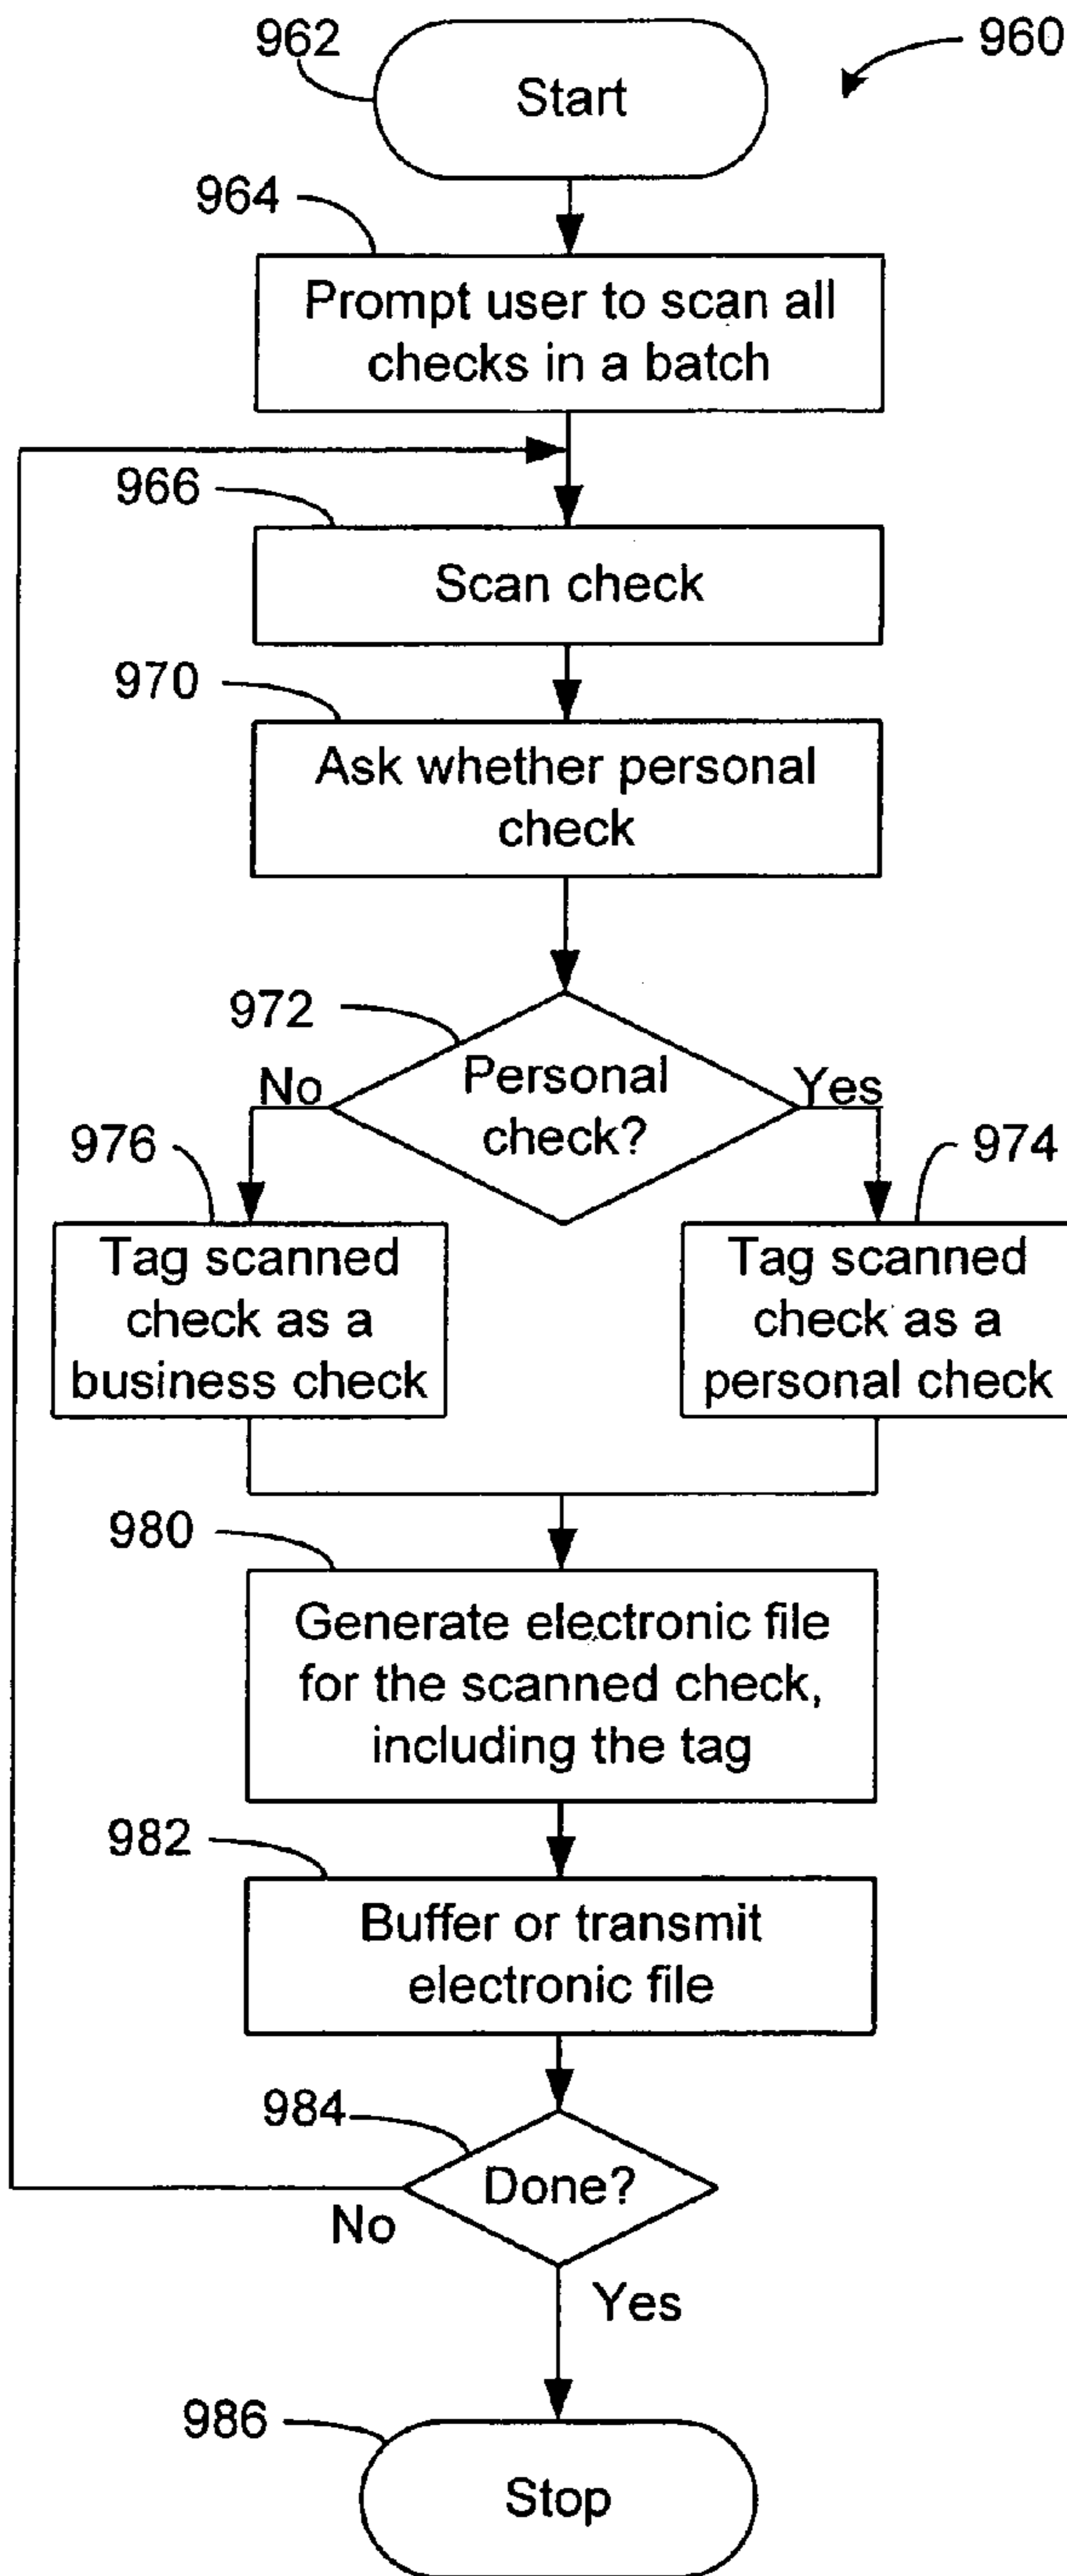 962
960
Start
964
Prompt user to scan all
checks in a batch
966
Scan check
970
Ask whether personal
check
972
Personal
check?
No
Yes
976
974
Tag scanned
check as a
business check
Tag scanned
check as a
personal check
980
Generate electronic file
for the scanned check,
including the tag
982
Buffer or transmit
electronic file
984
Done?
No
Yes
986
Stop